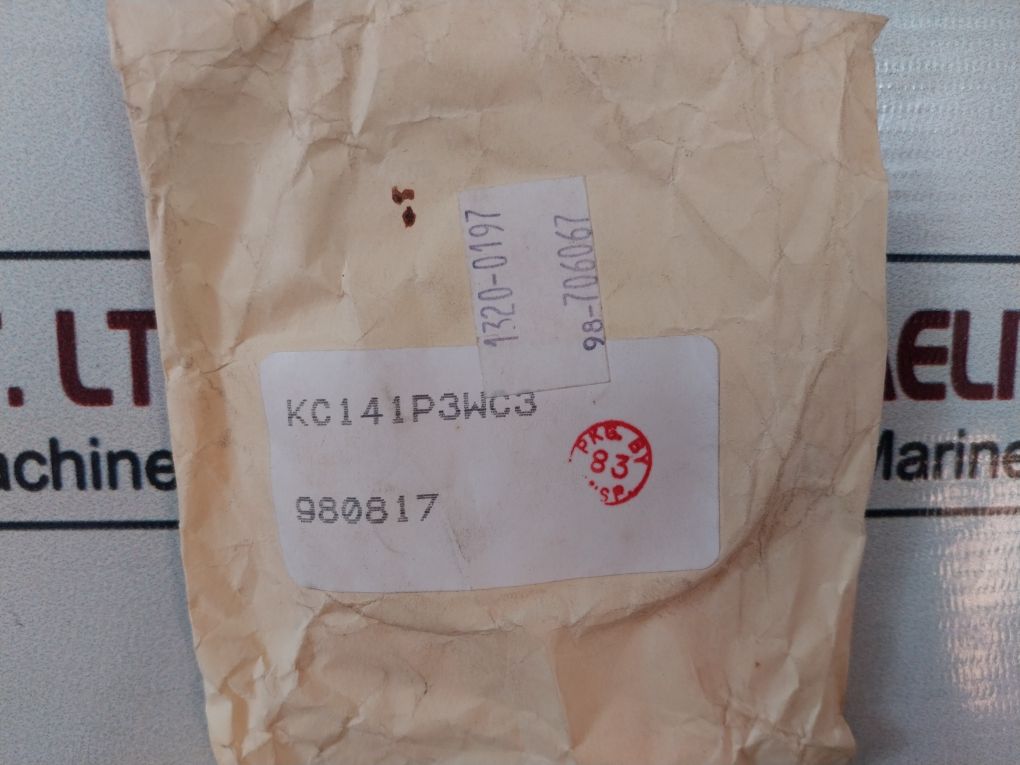 1320-0197
98-706067
KC141P3WC3
980817
PKG. BY
83
SP.
. LT
AELI
achine
Marine